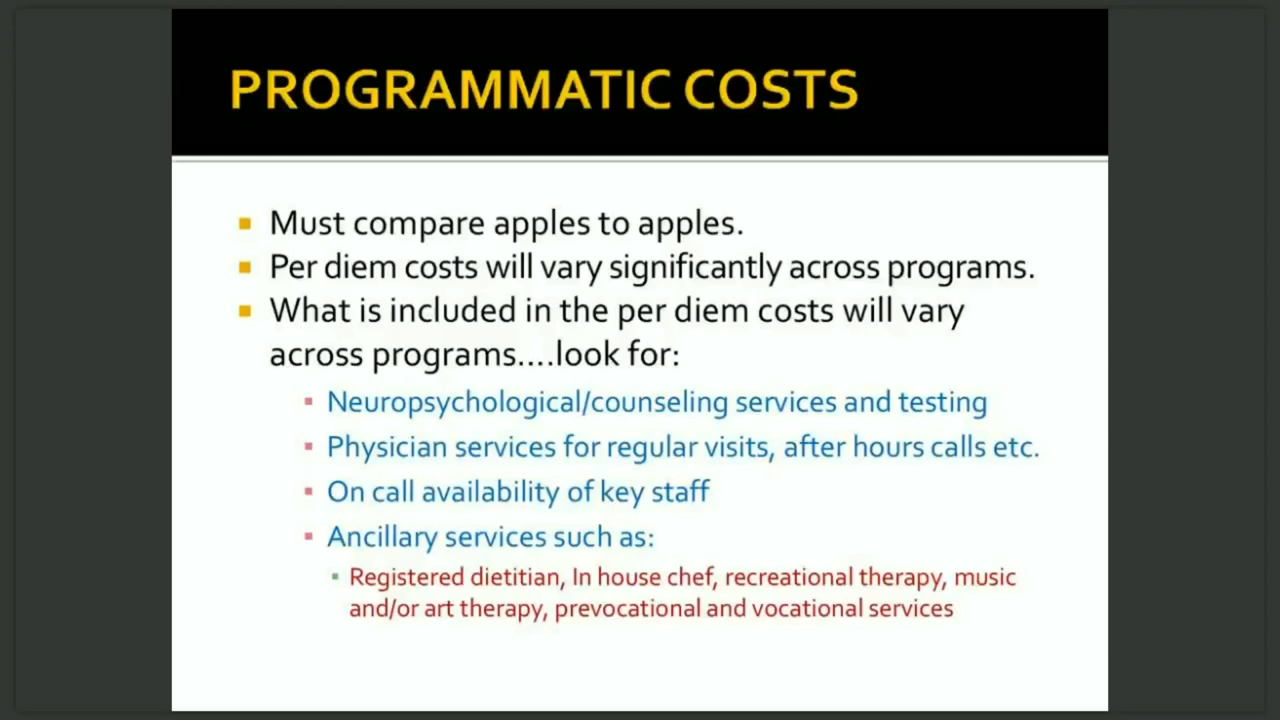 PROGRAMMATIC COSTS
Must compare apples to apples.
Per diem costs will vary significantly across programs.
What is included in the per diem costs will vary
across programs....look for:
Neuropsychological/counseling services and testing
Physician services for regular visits, after hours calls etc.
On call availability of key staff
Ancillary services such as:
Registered dietitian, In house chef, recreational therapy, music
and/or art therapy, prevocational and vocational services